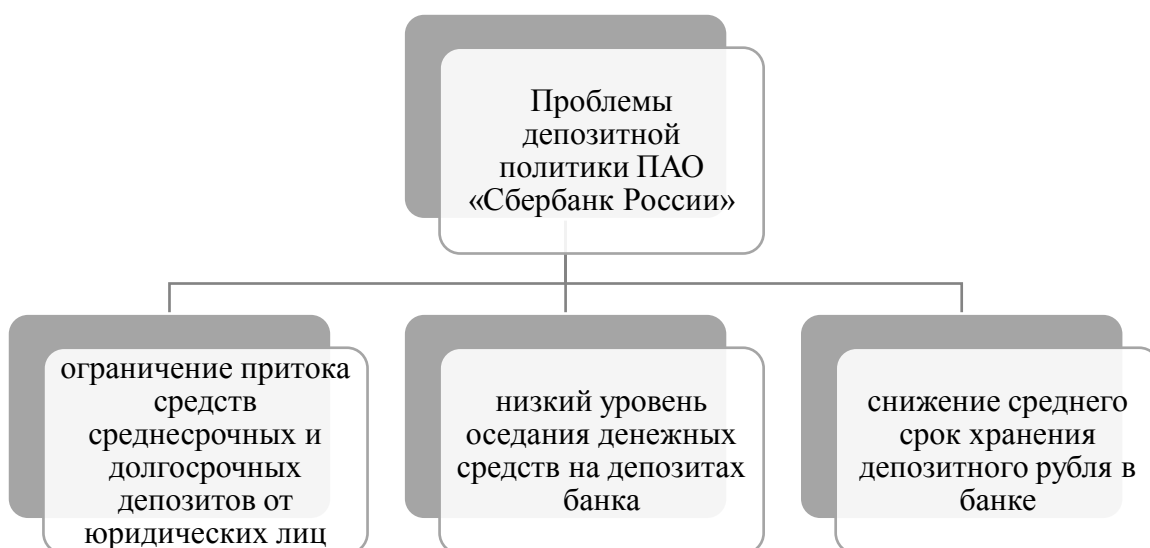 Проблемы
депозитной
политики ПАО
«Сбербанк России»
ограничение притока
средств
среднесрочных и
долгосрочных
депозитов от
юридических лиц
низкий уровень
оседания денежных
средств на депозитах
банка
снижение среднего
срок хранения
депозитного рубля в
банке